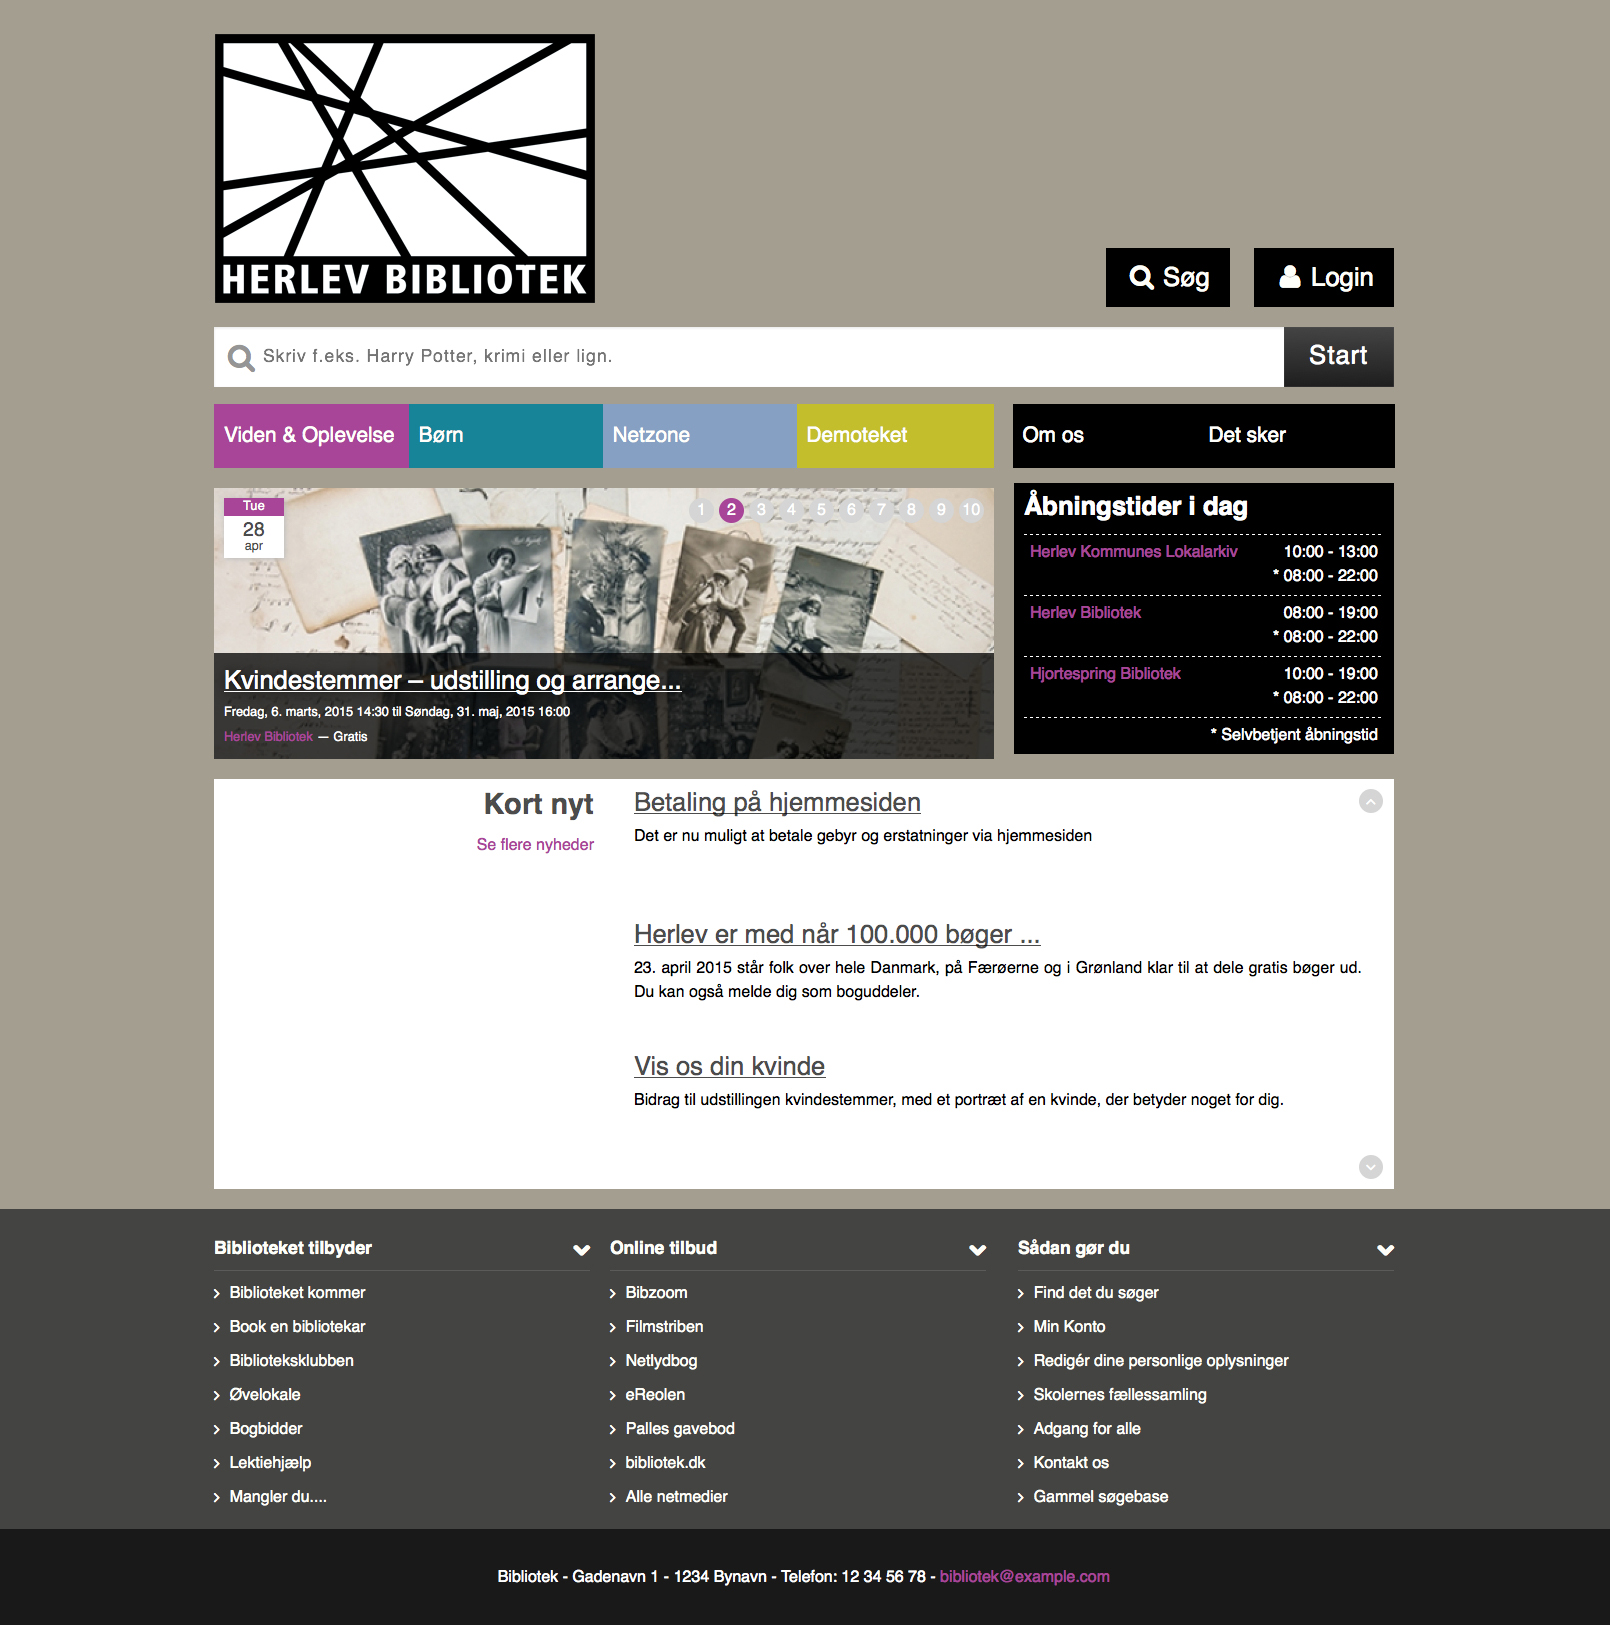 HERLEV BIBLIOTEK
Søg
Login
Skriv f.eks. Harry Potter, krimi eller lign.
Start
Viden & Oplevelse
Børn
Netzone
Demoteket
Om os
Det sker
Tue
28
apr
1 2 3 4 5 6 7 8 9 10
Kvindestemmer – udstilling og arrange...
Fredag, 6. marts, 2015 14:30 til Søndag, 31. maj, 2015 16:00
Herlev Bibliotek — Gratis
Åbningstider i dag
Herlev Kommunes Lokalarkiv 10:00 - 13:00
* 08:00 - 22:00
Herlev Bibliotek 08:00 - 19:00
* 08:00 - 22:00
Hjortespring Bibliotek 10:00 - 19:00
* 08:00 - 22:00
* Selvbetjent åbningstid
Kort nyt
Se flere nyheder
Betaling på hjemmesiden
Det er nu muligt at betale gebyr og erstatninger via hjemmesiden
Herlev er med når 100.000 bøger ...
23. april 2015 står folk over hele Danmark, på Færøerne og i Grønland klar til at dele gratis bøger ud.
Du kan også melde dig som boguddeler.
Vis os din kvinde
Bidrag til udstillingen kvindestemmer, med et portræt af en kvinde, der betyder noget for dig.
Biblioteket tilbyder
Biblioteket kommer
Book en bibliotekar
Biblioteksklubben
Øvelokale
Bogbidder
Lektiehjælp
Mangler du....
Online tilbud
Bibzoom
Filmstriben
Netlydbog
eReolen
Palles gavebod
bibliotek.dk
Alle netmedier
Sådan gør du
Find det du søger
Min Konto
Redigér dine personlige oplysninger
Skolernes fællessamling
Adgang for alle
Kontakt os
Gammel søgebase
Bibliotek - Gadenavn 1 - 1234 Bynavn - Telefon: 12 34 56 78 - bibliotek@example.com